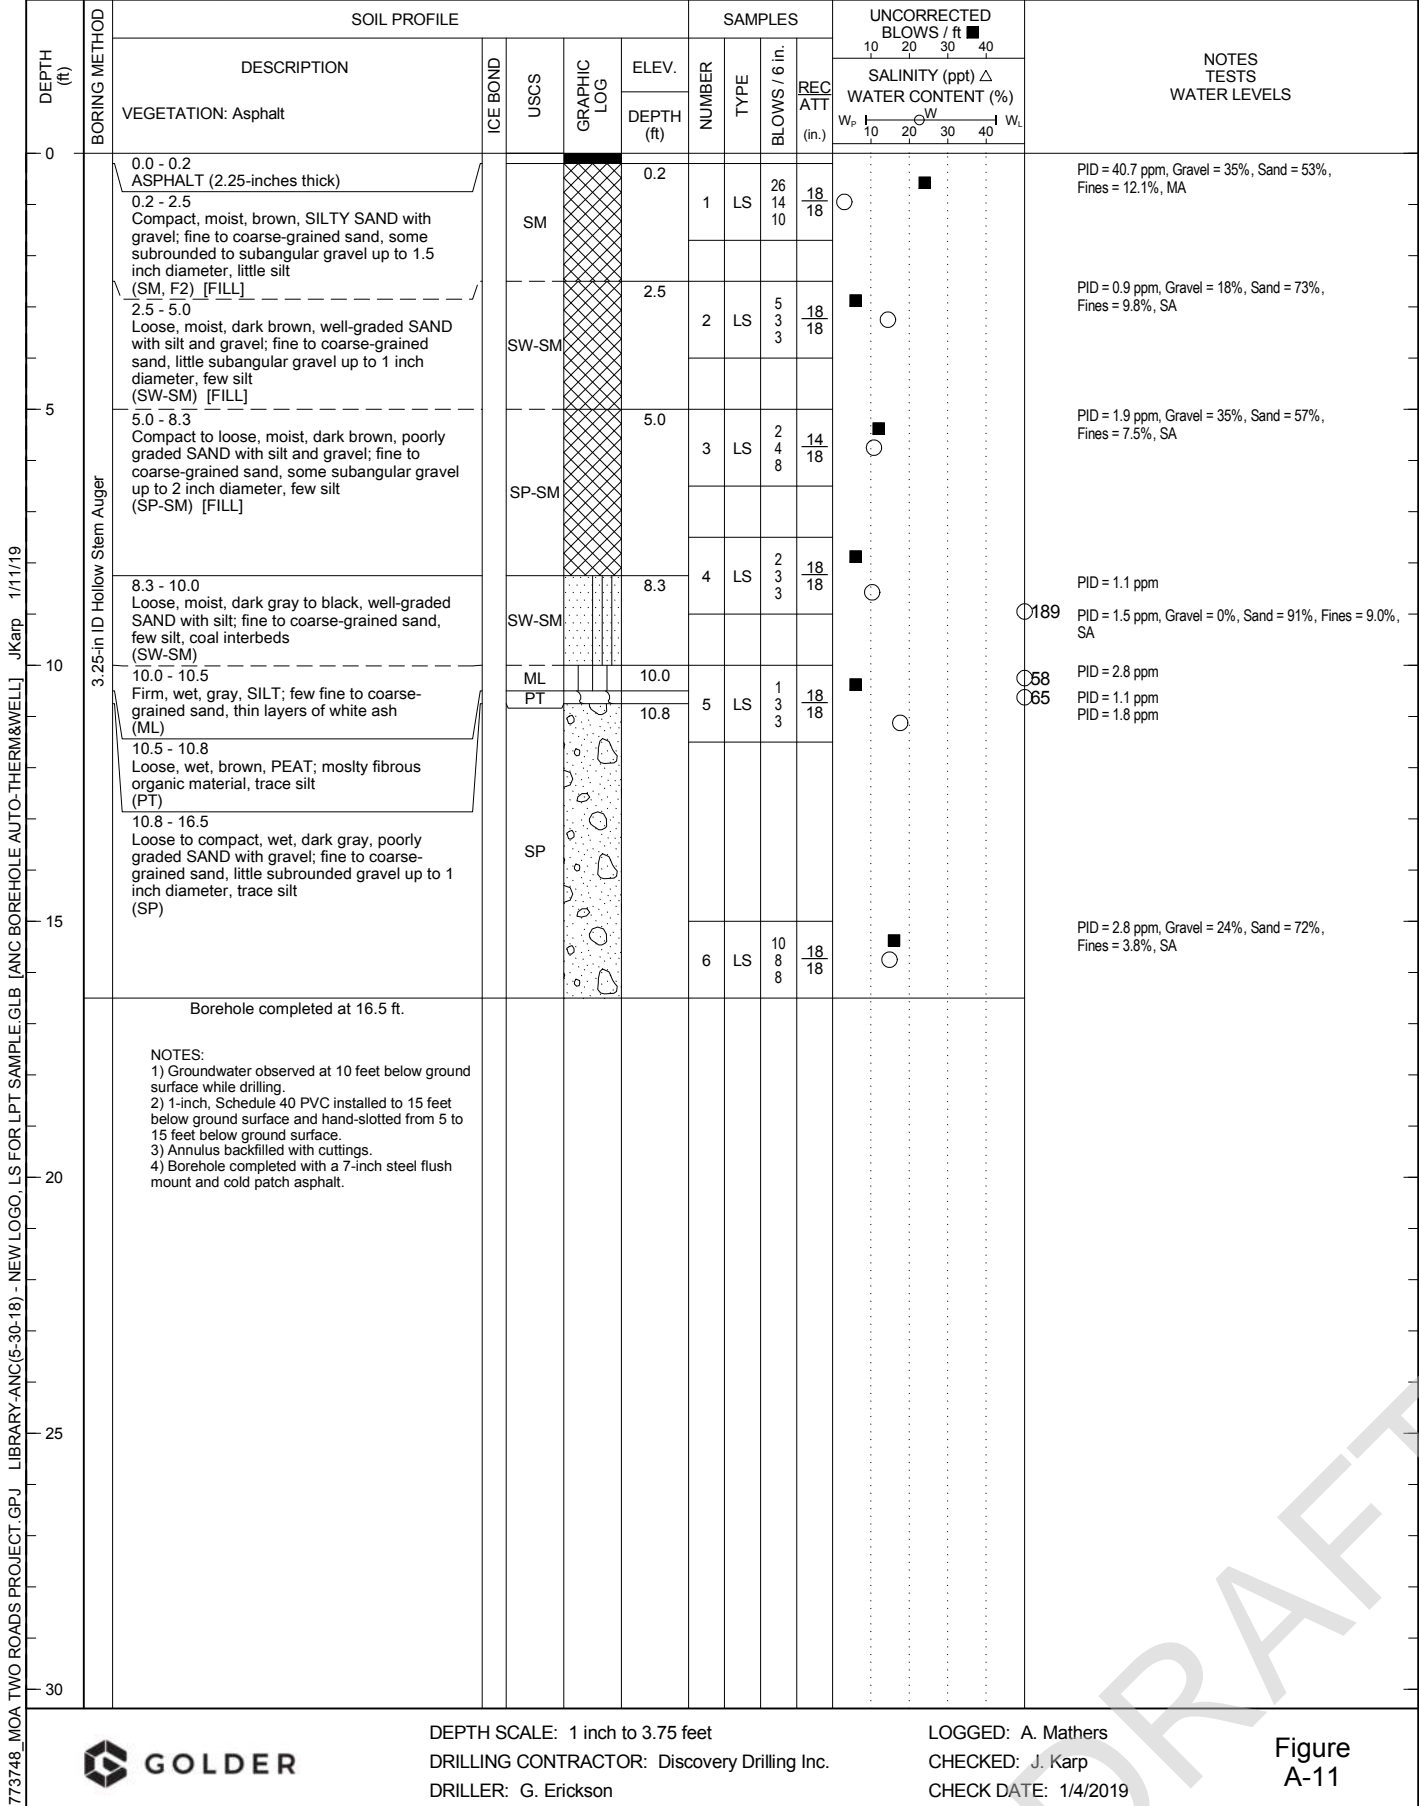 DEPTH
(ft)
BORING METHOD
SOIL PROFILE
DESCRIPTION
VEGETATION: Asphalt
ICE BOND
USCS
GRAPHIC
LOG
ELEV.
DEPTH
(ft)
SAMPLES
NUMBER
TYPE
BLOWS / 6 in.
REC
ATT
(in.)
UNCORRECTED
BLOWS / ft ■
10 20 30 40
SALINITY (ppt) △
WATER CONTENT (%)
WP W WL
10 20 30 40
NOTES
TESTS
WATER LEVELS
0
5
10
15
20
25
30
3.25-in ID Hollow Stem Auger
0.0 - 0.2
ASPHALT (2.25-inches thick)
0.2 - 2.5
Compact, moist, brown, SILTY SAND with
gravel; fine to coarse-grained sand, some
subrounded to subangular gravel up to 1.5
inch diameter, little silt
(SM, F2) [FILL]
2.5 - 5.0
Loose, moist, dark brown, well-graded SAND
with silt and gravel; fine to coarse-grained
sand, little subangular gravel up to 1 inch
diameter, few silt
(SW-SM) [FILL]
5.0 - 8.3
Compact to loose, moist, dark brown, poorly
graded SAND with silt and gravel; fine to
coarse-grained sand, some subangular gravel
up to 2 inch diameter, few silt
(SP-SM) [FILL]
8.3 - 10.0
Loose, moist, dark gray to black, well-graded
SAND with silt; fine to coarse-grained sand,
few silt, coal interbeds
(SW-SM)
10.0 - 10.5
Firm, wet, gray, SILT; few fine to coarse-
grained sand, thin layers of white ash
(ML)
10.5 - 10.8
Loose, wet, brown, PEAT; moslty fibrous
organic material, trace silt
(PT)
10.8 - 16.5
Loose to compact, wet, dark gray, poorly
graded SAND with gravel; fine to coarse-
grained sand, little subrounded gravel up to 1
inch diameter, trace silt
(SP)
Borehole completed at 16.5 ft.
NOTES:
1) Groundwater observed at 10 feet below ground
surface while drilling.
2) 1-inch, Schedule 40 PVC installed to 15 feet
below ground surface and hand-slotted from 5 to
15 feet below ground surface.
3) Annulus backfilled with cuttings.
4) Borehole completed with a 7-inch steel flush
mount and cold patch asphalt.
SM
SW-SM
SP-SM
SW-SM
ML
PT
SP
0.2
2.5
5.0
8.3
10.0
10.8
1 LS 26 14 10 18 18
2 LS 5 3 3 18 18
3 LS 2 4 8 14 18
4 LS 2 3 3 18 18
5 LS 1 3 3 18 18
6 LS 10 8 8 18 18
189
58
65
PID = 40.7 ppm, Gravel = 35%, Sand = 53%,
Fines = 12.1%, MA
PID = 0.9 ppm, Gravel = 18%, Sand = 73%,
Fines = 9.8%, SA
PID = 1.9 ppm, Gravel = 35%, Sand = 57%,
Fines = 7.5%, SA
PID = 1.1 ppm
PID = 1.5 ppm, Gravel = 0%, Sand = 91%, Fines = 9.0%,
SA
PID = 2.8 ppm
PID = 1.1 ppm
PID = 1.8 ppm
PID = 2.8 ppm, Gravel = 24%, Sand = 72%,
Fines = 3.8%, SA
773748_MOA TWO ROADS PROJECT.GPJ LIBRARY-ANC(5-30-18) - NEW LOGO, LS FOR LPT SAMPLE.GLB [ANC BOREHOLE AUTO-THERM&WELL] JKarp 1/11/19
GOLDER
DEPTH SCALE: 1 inch to 3.75 feet
DRILLING CONTRACTOR: Discovery Drilling Inc.
DRILLER: G. Erickson
LOGGED: A. Mathers
CHECKED: J. Karp
CHECK DATE: 1/4/2019
Figure
A-11
DRAFT